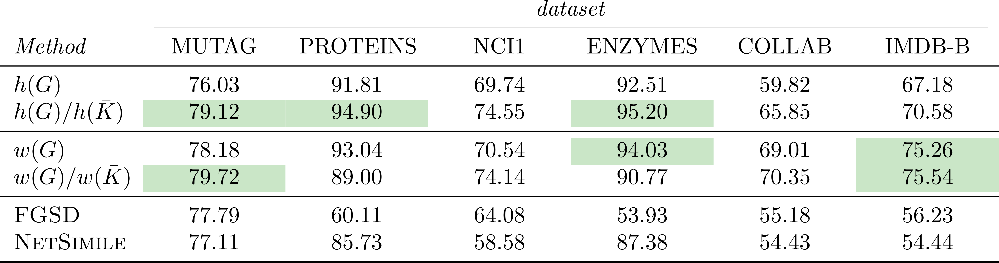 dataset
Method MUTAG PROTEINS NCI1 ENZYMES COLLAB IMDB-B
h(G) 76.03 91.81 69.74 92.51 59.82 67.18
h(G)/h(K̄) 79.12 94.90 74.55 95.20 65.85 70.58
w(G) 78.18 93.04 70.54 94.03 69.01 75.26
w(G)/w(K̄) 79.72 89.00 74.14 90.77 70.35 75.54
FGSD 77.79 60.11 64.08 53.93 55.18 56.23
NETSIMILE 77.11 85.73 58.58 87.38 54.43 54.44